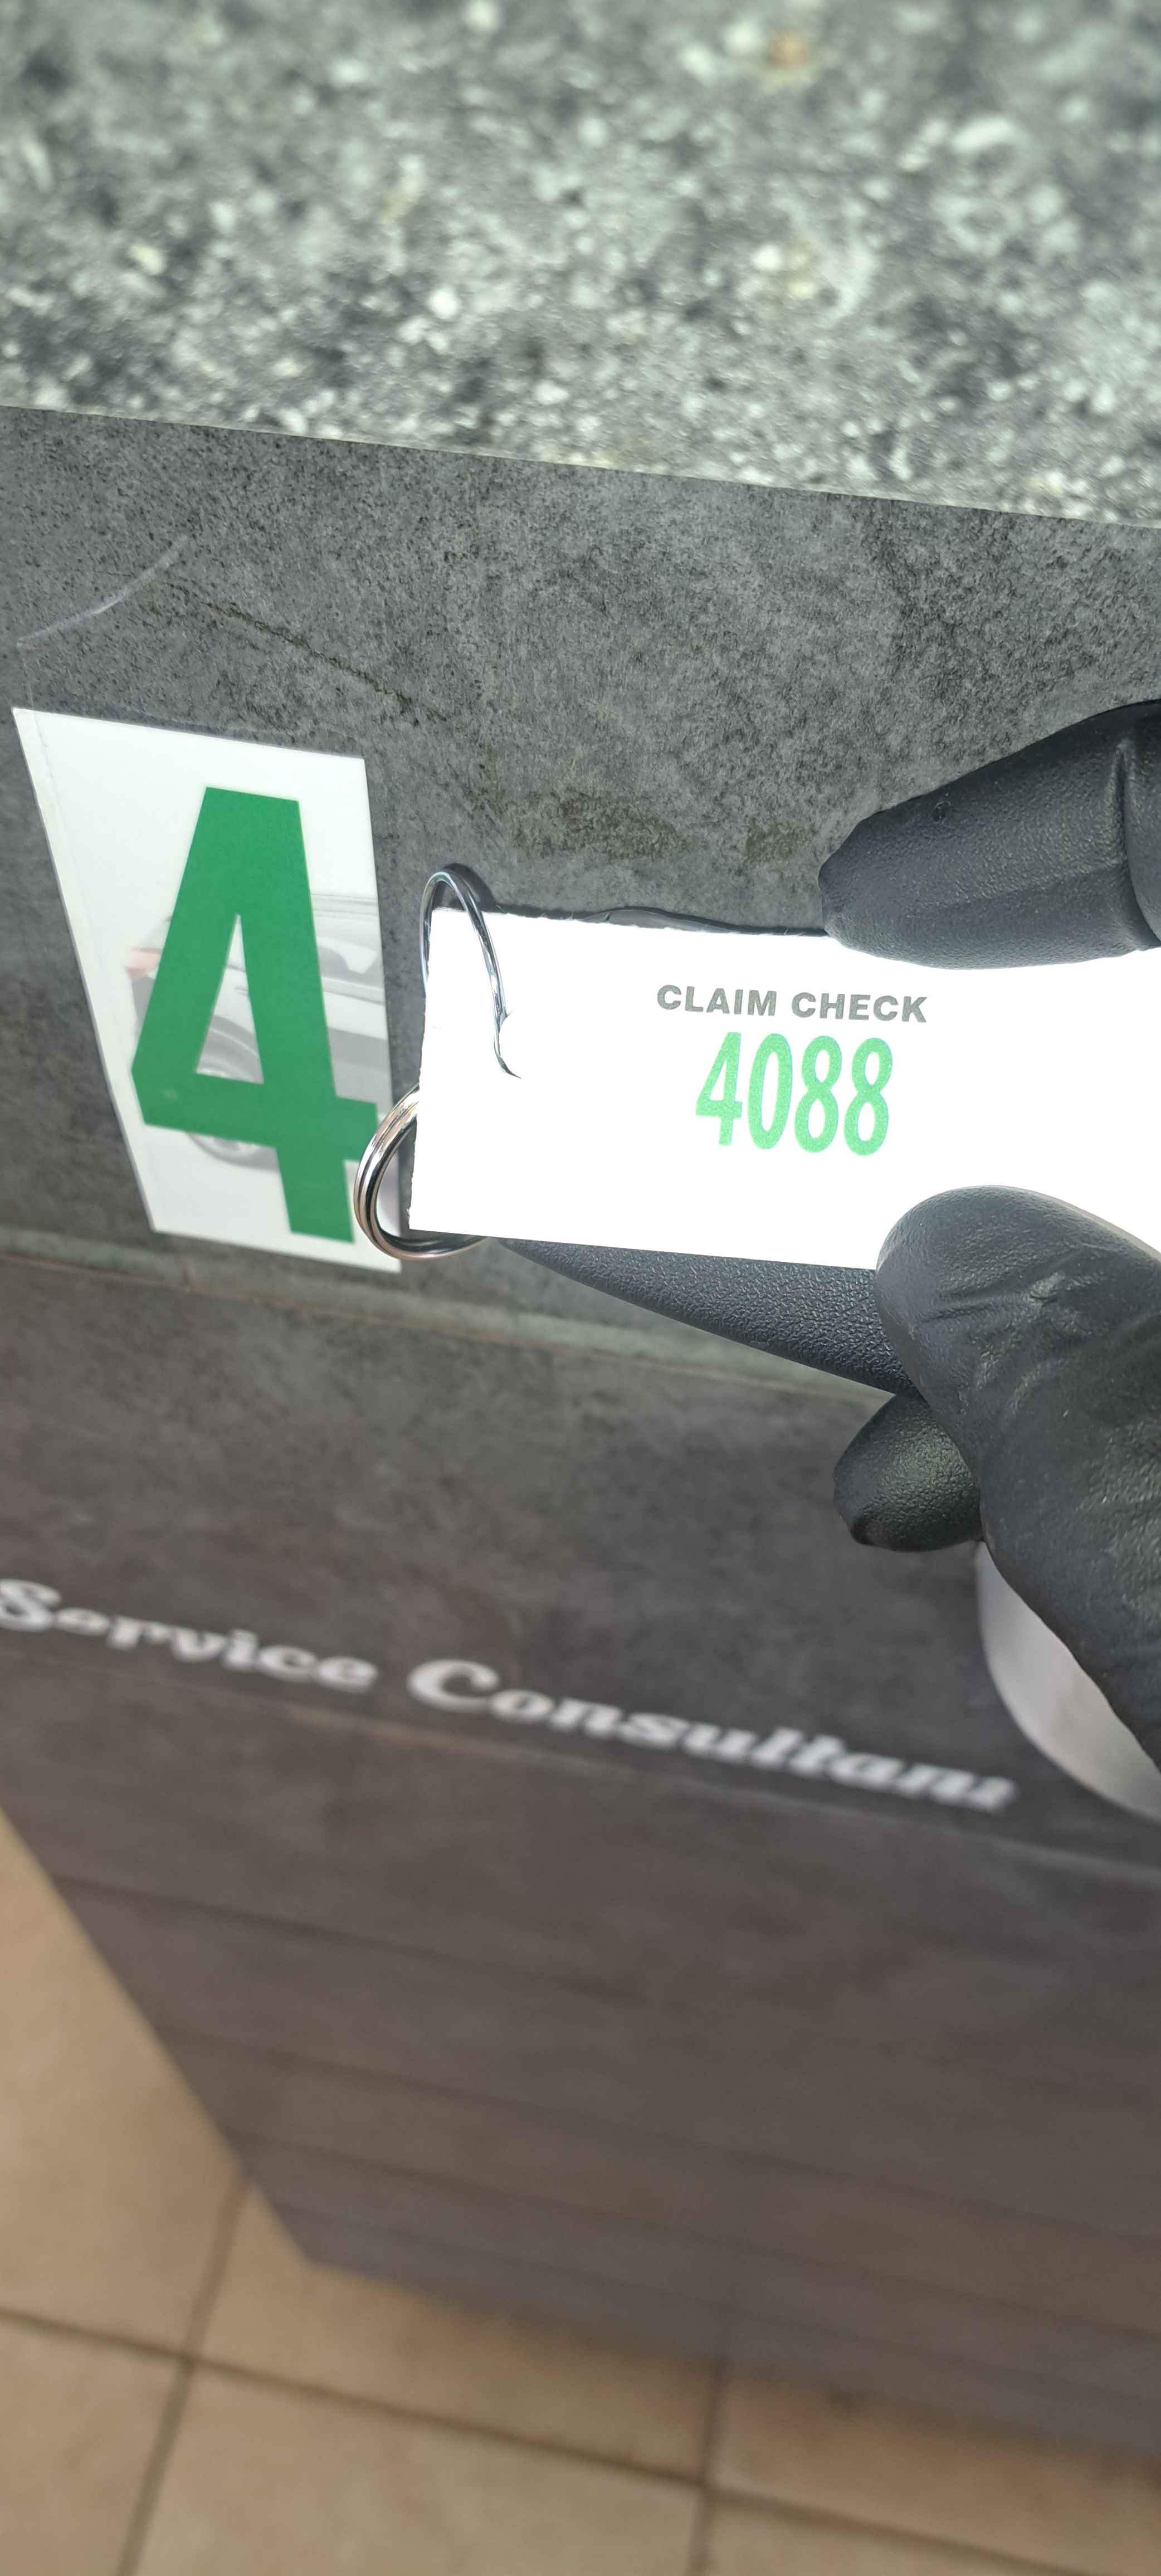 4
CLAIM CHECK
4088
Service Consultant